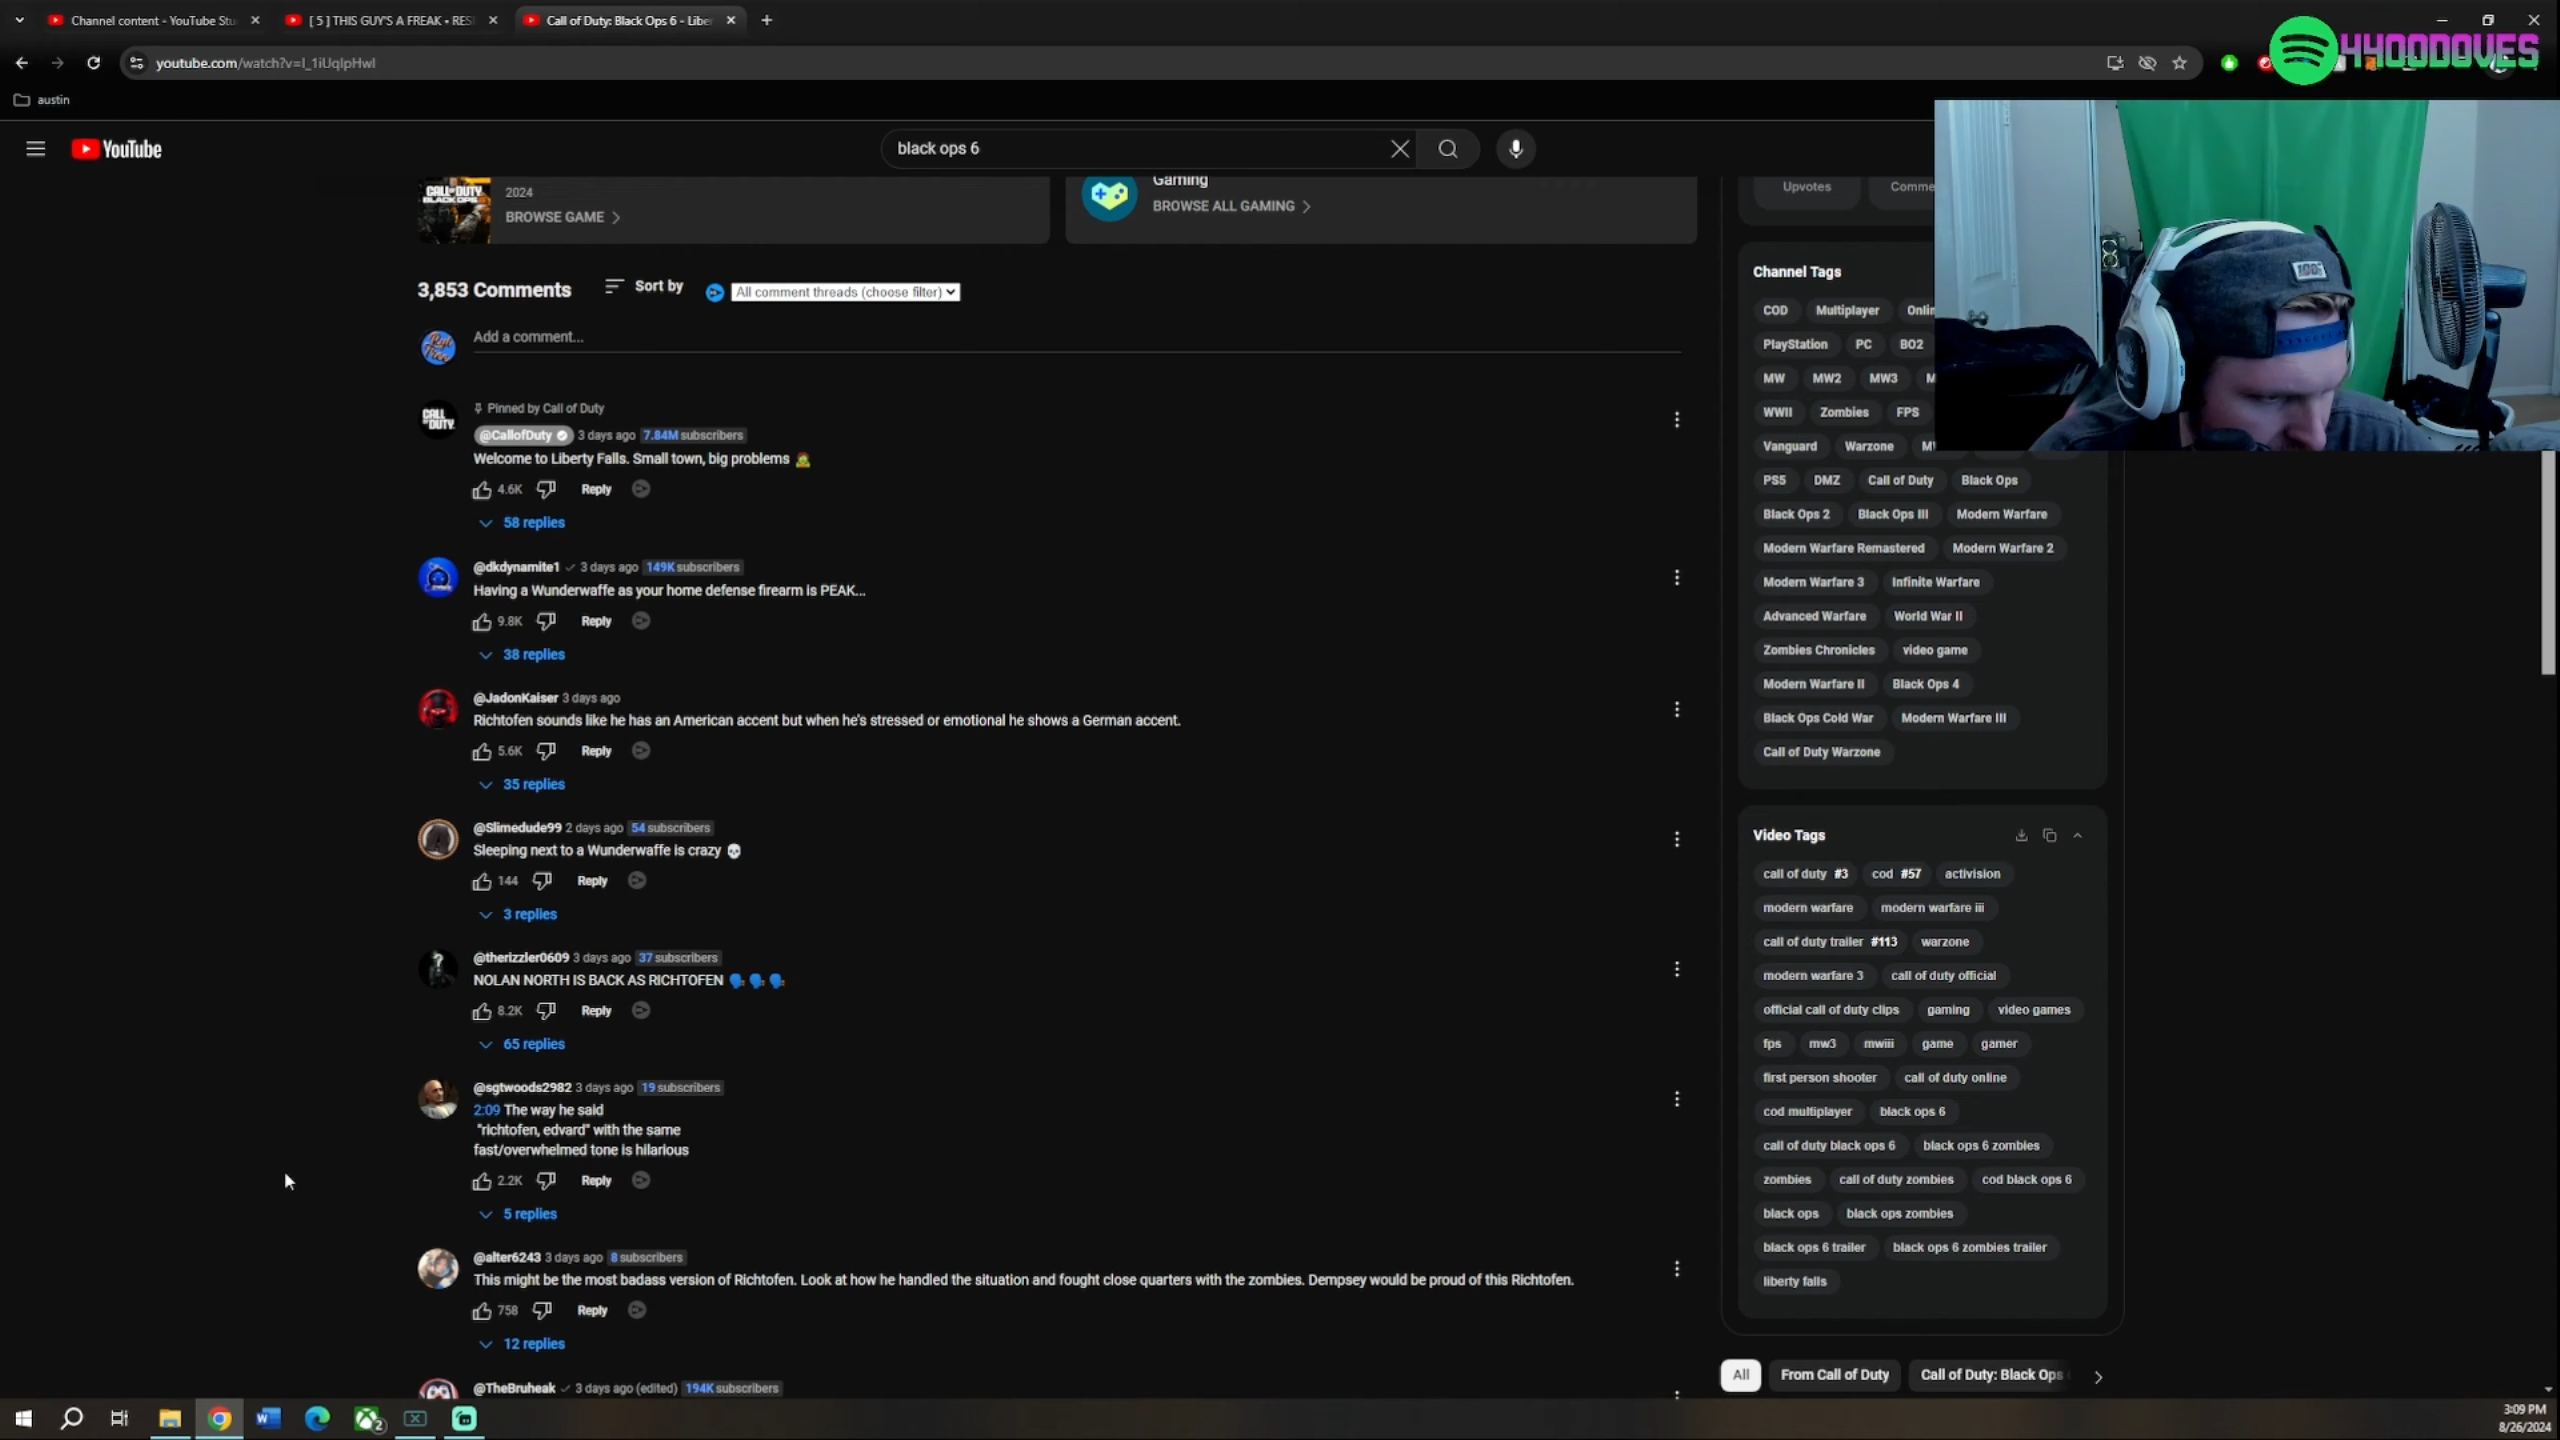 Channel content - YouTube Stu
[ 5 ] THIS GUY'S A FREAK • RES
Call of Duty: Black Ops 6 - Libe
youtube.com/watch?v=l_1iUqlpHwI
44OODOVES
austin
YouTube
black ops 6
CALL OF DUTY
BLACK OPS 6
2024
BROWSE GAME
Gaming
BROWSE ALL GAMING
Upvotes
Comme
3,853 Comments
Sort by
All comment threads (choose filter)
Add a comment...
Pinned by Call of Duty
@CallofDuty 3 days ago 7.84M subscribers
Welcome to Liberty Falls. Small town, big problems
4.6K Reply
58 replies
@dkdynamite1 3 days ago 149K subscribers
Having a Wunderwaffe as your home defense firearm is PEAK...
9.8K Reply
38 replies
@JadonKaiser 3 days ago
Richtofen sounds like he has an American accent but when he's stressed or emotional he shows a German accent.
5.6K Reply
35 replies
@Slimedude99 2 days ago 54 subscribers
Sleeping next to a Wunderwaffe is crazy 💀
144 Reply
3 replies
@therizzler0609 3 days ago 37 subscribers
NOLAN NORTH IS BACK AS RICHTOFEN 🗣 🗣 🗣
8.2K Reply
65 replies
@sgtwoods2982 3 days ago 19 subscribers
2:09 The way he said
"richtofen, edvard" with the same
fast/overwhelmed tone is hilarious
2.2K Reply
5 replies
@alter6243 3 days ago 8 subscribers
This might be the most badass version of Richtofen. Look at how he handled the situation and fought close quarters with the zombies. Dempsey would be proud of this Richtofen.
758 Reply
12 replies
@TheBruheak 3 days ago (edited) 194K subscribers
Channel Tags
COD Multiplayer Onlin
PlayStation PC BO2
MW MW2 MW3 M
WWII Zombies FPS
Vanguard Warzone
PS5 DMZ Call of Duty Black Ops
Black Ops 2 Black Ops III Modern Warfare
Modern Warfare Remastered Modern Warfare 2
Modern Warfare 3 Infinite Warfare
Advanced Warfare World War II
Zombies Chronicles video game
Modern Warfare II Black Ops 4
Black Ops Cold War Modern Warfare III
Call of Duty Warzone
Video Tags
call of duty #3 cod #57 activision
modern warfare modern warfare iii
call of duty trailer #113 warzone
modern warfare 3 call of duty official
official call of duty clips gaming video games
fps mw3 mwiii game gamer
first person shooter call of duty online
cod multiplayer black ops 6
call of duty black ops 6 black ops 6 zombies
zombies call of duty zombies cod black ops 6
black ops black ops zombies
black ops 6 trailer black ops 6 zombies trailer
liberty falls
All From Call of Duty Call of Duty: Black Ops
3:09 PM
8/26/2024